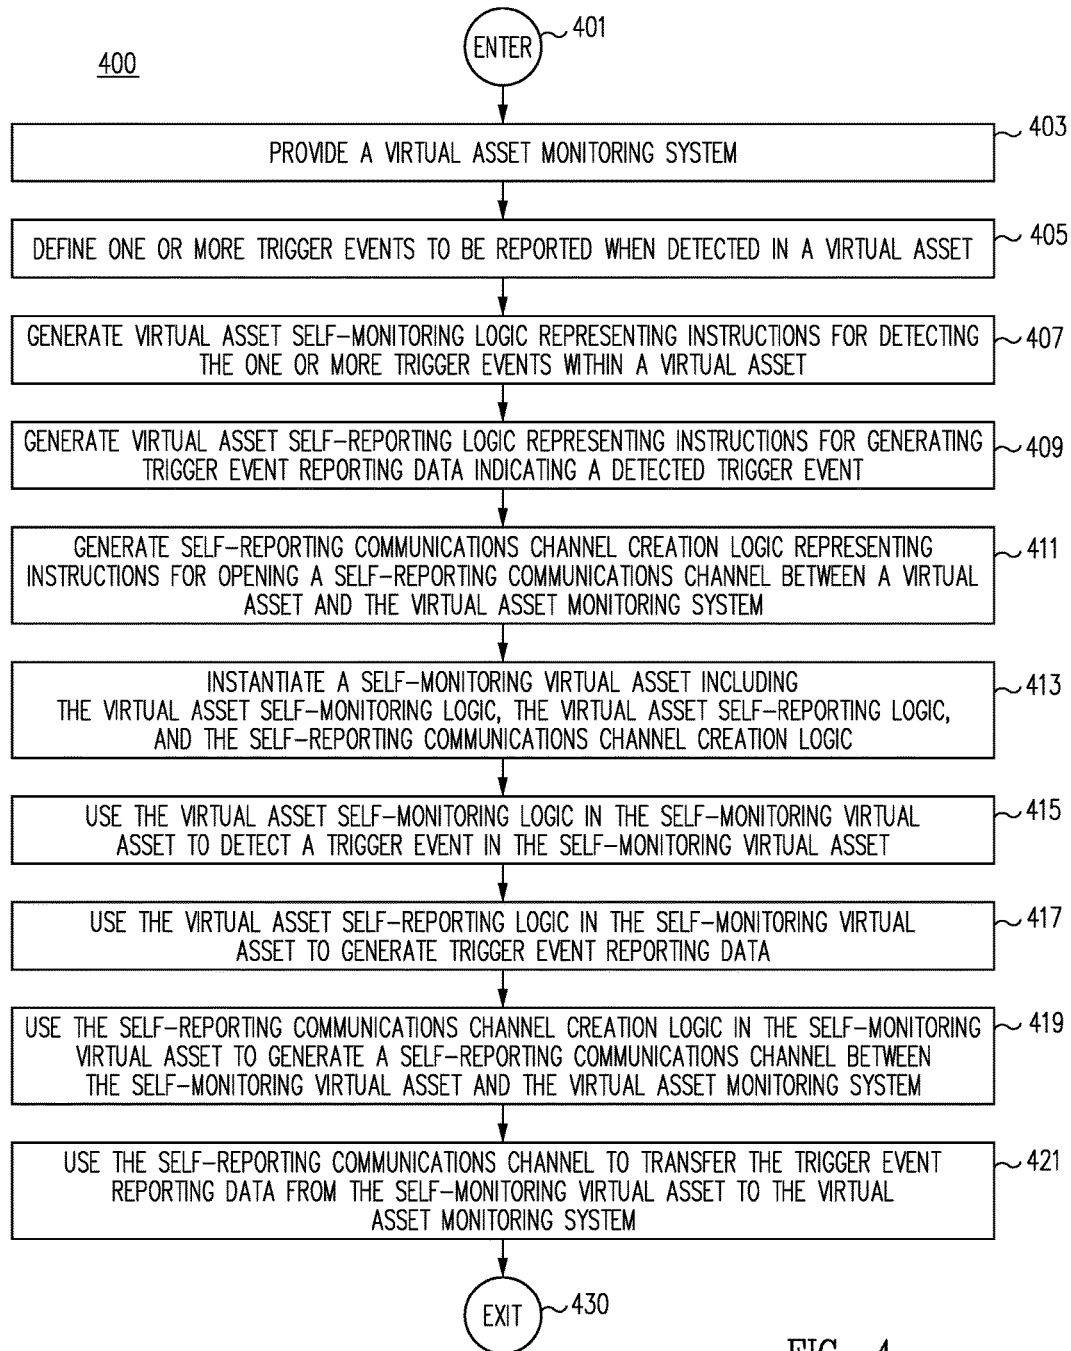 400
ENTER
401
PROVIDE A VIRTUAL ASSET MONITORING SYSTEM
403
DEFINE ONE OR MORE TRIGGER EVENTS TO BE REPORTED WHEN DETECTED IN A VIRTUAL ASSET
405
GENERATE VIRTUAL ASSET SELF-MONITORING LOGIC REPRESENTING INSTRUCTIONS FOR DETECTING
THE ONE OR MORE TRIGGER EVENTS WITHIN A VIRTUAL ASSET
407
GENERATE VIRTUAL ASSET SELF-REPORTING LOGIC REPRESENTING INSTRUCTIONS FOR GENERATING
TRIGGER EVENT REPORTING DATA INDICATING A DETECTED TRIGGER EVENT
409
GENERATE SELF-REPORTING COMMUNICATIONS CHANNEL CREATION LOGIC REPRESENTING
INSTRUCTIONS FOR OPENING A SELF-REPORTING COMMUNICATIONS CHANNEL BETWEEN A VIRTUAL
ASSET AND THE VIRTUAL ASSET MONITORING SYSTEM
411
INSTANTIATE A SELF-MONITORING VIRTUAL ASSET INCLUDING
THE VIRTUAL ASSET SELF-MONITORING LOGIC, THE VIRTUAL ASSET SELF-REPORTING LOGIC,
AND THE SELF-REPORTING COMMUNICATIONS CHANNEL CREATION LOGIC
413
USE THE VIRTUAL ASSET SELF-MONITORING LOGIC IN THE SELF-MONITORING VIRTUAL
ASSET TO DETECT A TRIGGER EVENT IN THE SELF-MONITORING VIRTUAL ASSET
415
USE THE VIRTUAL ASSET SELF-REPORTING LOGIC IN THE SELF-MONITORING VIRTUAL
ASSET TO GENERATE TRIGGER EVENT REPORTING DATA
417
USE THE SELF-REPORTING COMMUNICATIONS CHANNEL CREATION LOGIC IN THE SELF-MONITORING
VIRTUAL ASSET TO GENERATE A SELF-REPORTING COMMUNICATIONS CHANNEL BETWEEN
THE SELF-MONITORING VIRTUAL ASSET AND THE VIRTUAL ASSET MONITORING SYSTEM
419
USE THE SELF-REPORTING COMMUNICATIONS CHANNEL TO TRANSFER THE TRIGGER EVENT
REPORTING DATA FROM THE SELF-MONITORING VIRTUAL ASSET TO THE VIRTUAL
ASSET MONITORING SYSTEM
421
EXIT
430
FIG. 4